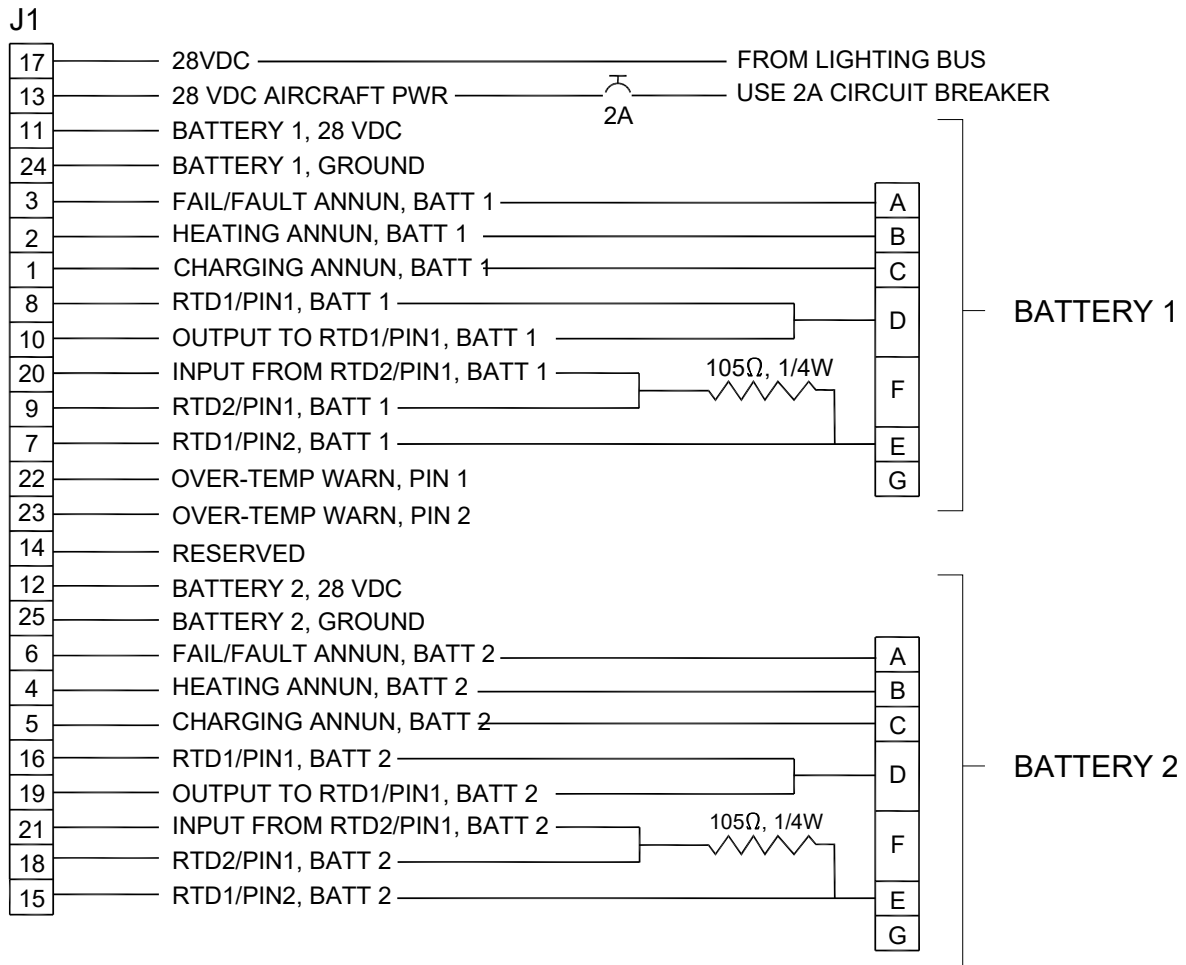 J1
17 28VDC FROM LIGHTING BUS
13 28 VDC AIRCRAFT PWR 2A USE 2A CIRCUIT BREAKER
11 BATTERY 1, 28 VDC
24 BATTERY 1, GROUND
3 FAIL/FAULT ANNUN, BATT 1 A
2 HEATING ANNUN, BATT 1 B
1 CHARGING ANNUN, BATT 1 C
8 RTD1/PIN1, BATT 1
D
BATTERY 1
10 OUTPUT TO RTD1/PIN1, BATT 1
20 INPUT FROM RTD2/PIN1, BATT 1 105Ω, 1/4W
F
9 RTD2/PIN1, BATT 1
7 RTD1/PIN2, BATT 1 E
22 OVER-TEMP WARN, PIN 1 G
23 OVER-TEMP WARN, PIN 2
14 RESERVED
12 BATTERY 2, 28 VDC
25 BATTERY 2, GROUND
6 FAIL/FAULT ANNUN, BATT 2 A
4 HEATING ANNUN, BATT 2 B
5 CHARGING ANNUN, BATT 2 C
16 RTD1/PIN1, BATT 2
D
BATTERY 2
19 OUTPUT TO RTD1/PIN1, BATT 2
21 INPUT FROM RTD2/PIN1, BATT 2 105Ω, 1/4W
F
18 RTD2/PIN1, BATT 2
15 RTD1/PIN2, BATT 2 E
G